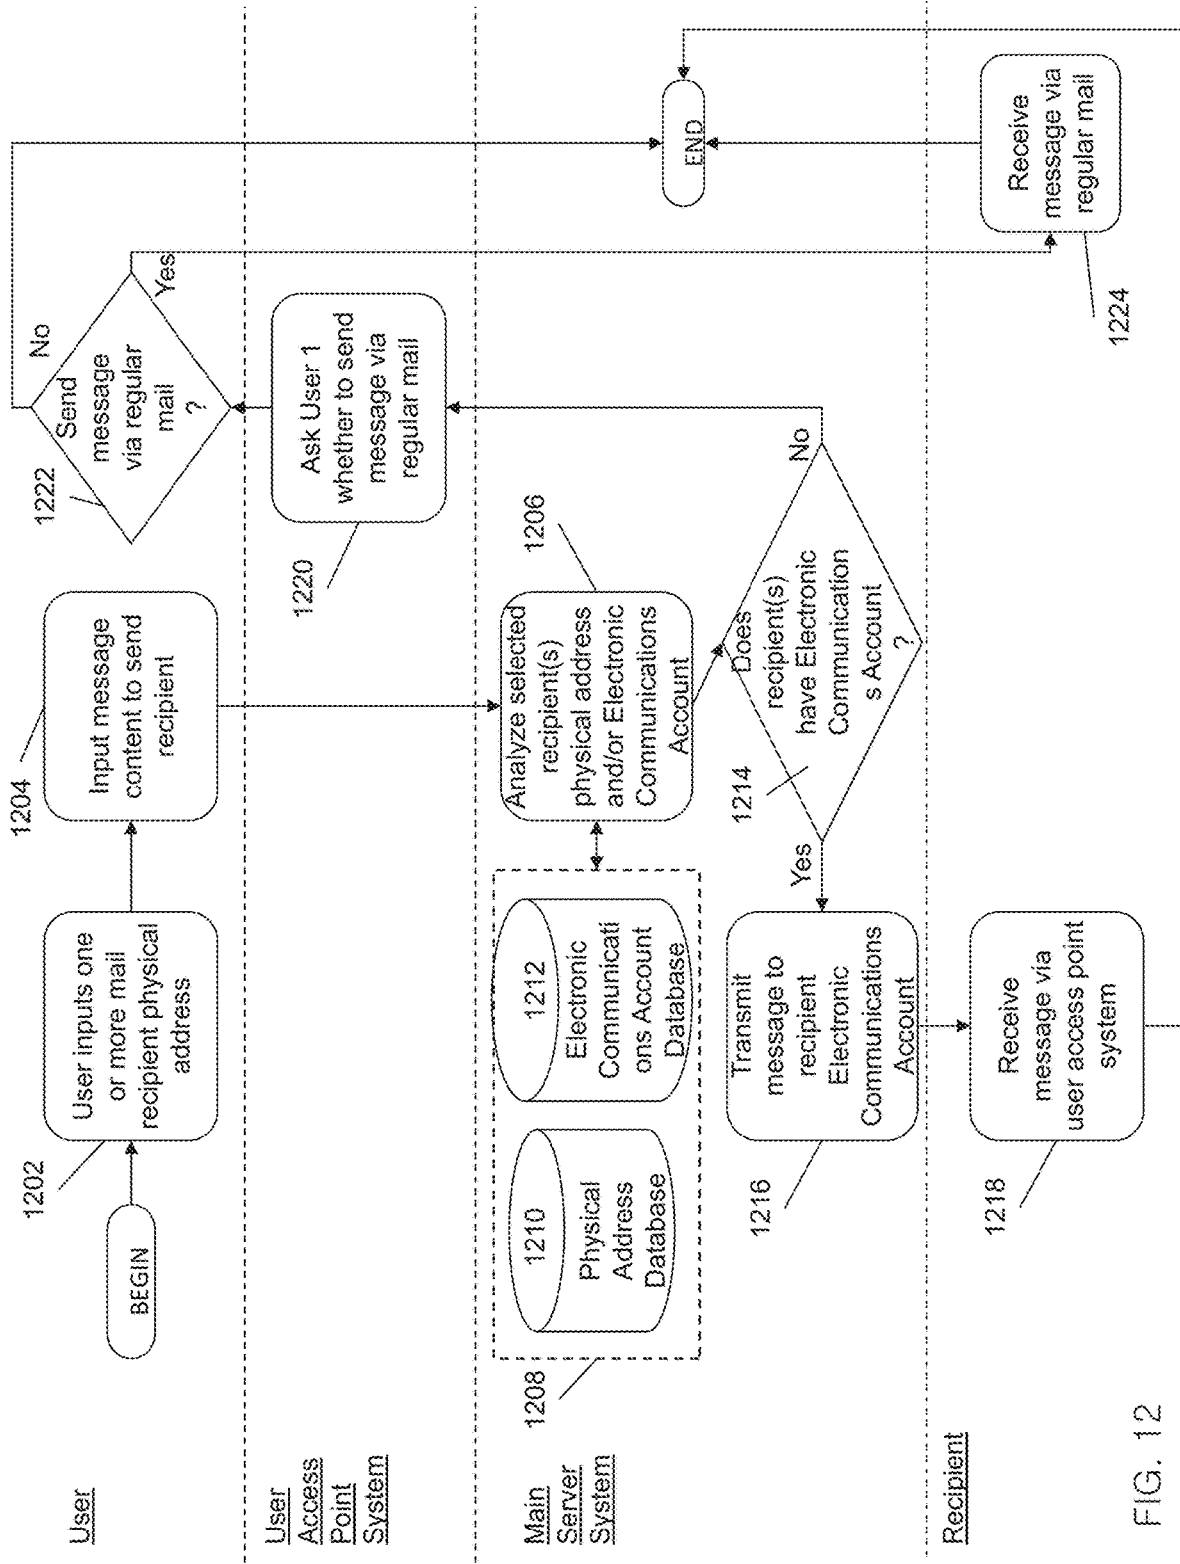 User
BEGIN
1202
User inputs one
or more mail
recipient physical
address
1204
Input message
content to send
recipient
1222
Send
message
via regular
mail
?
No
Yes
User
Access
Point
System
1220
Ask User 1
whether to send
message via
regular mail
Main
Server
System
1208
1210
Physical
Address
Database
1212
Electronic
Communicati
ons Account
Database
1206
Analyze selected
recipient(s)
physical address
and/or Electronic
Communications
Account
1214
Does
recipient(s)
have Electronic
Communication
s Account
?
Yes
No
1216
Transmit
message to
recipient
Electronic
Communications
Account
END
Recipient
1218
Receive
message via
user access point
system
1224
Receive
message via
regular mail
FIG. 12